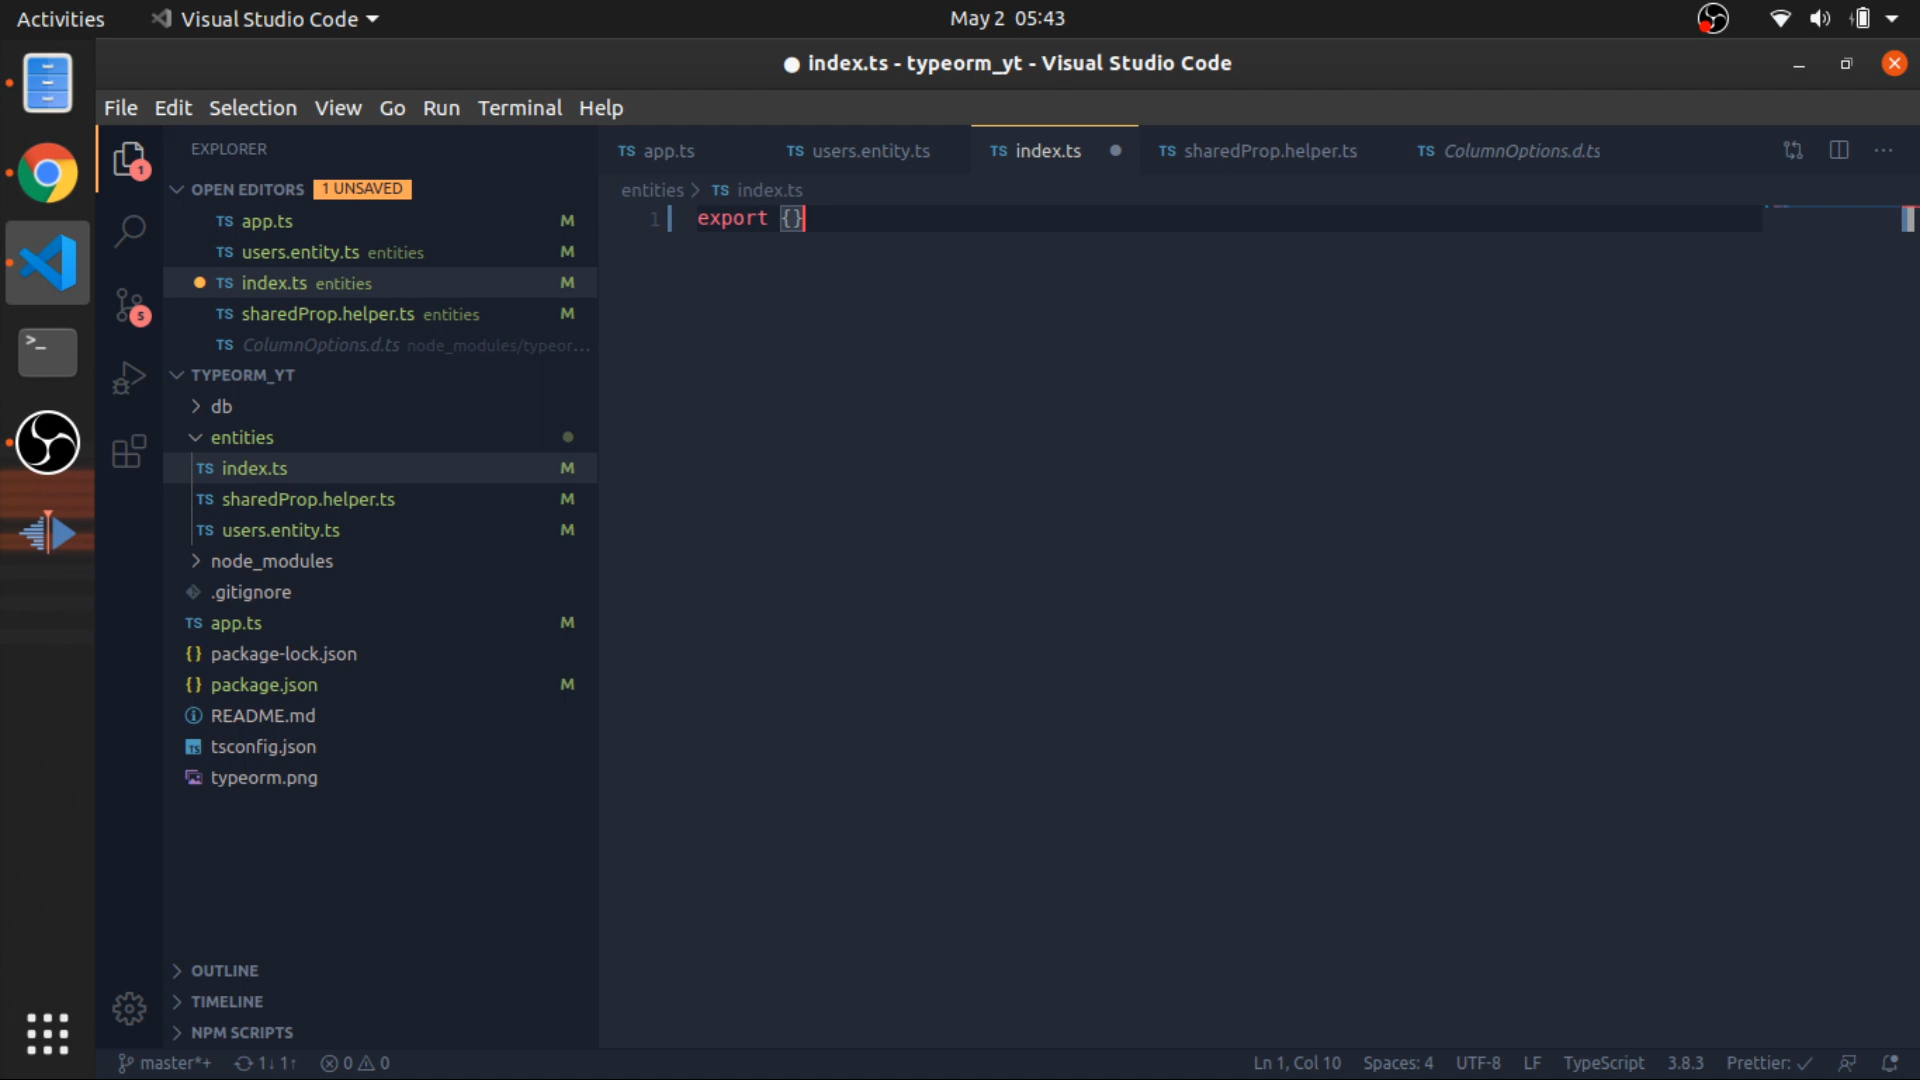 Activities
Visual Studio Code
May 2 05:43
● index.ts - typeorm_yt - Visual Studio Code
File Edit Selection View Go Run Terminal Help
EXPLORER
OPEN EDITORS 1 UNSAVED
TS app.ts M
TS users.entity.ts entities M
TS index.ts entities M
TS sharedProp.helper.ts entities M
TS ColumnOptions.d.ts node_modules/typeor...
TYPEORM_YT
db
entities
TS index.ts M
TS sharedProp.helper.ts M
TS users.entity.ts M
node_modules
.gitignore
TS app.ts M
{} package-lock.json
{} package.json M
README.md
TS tsconfig.json
typeorm.png
OUTLINE
TIMELINE
NPM SCRIPTS
1
5
TS app.ts TS users.entity.ts TS index.ts TS sharedProp.helper.ts TS ColumnOptions.d.ts
entities > TS index.ts
1 export {}
master*+ 1↓ 1↑ 0 0
Ln 1, Col 10 Spaces: 4 UTF-8 LF TypeScript 3.8.3 Prettier: ✓